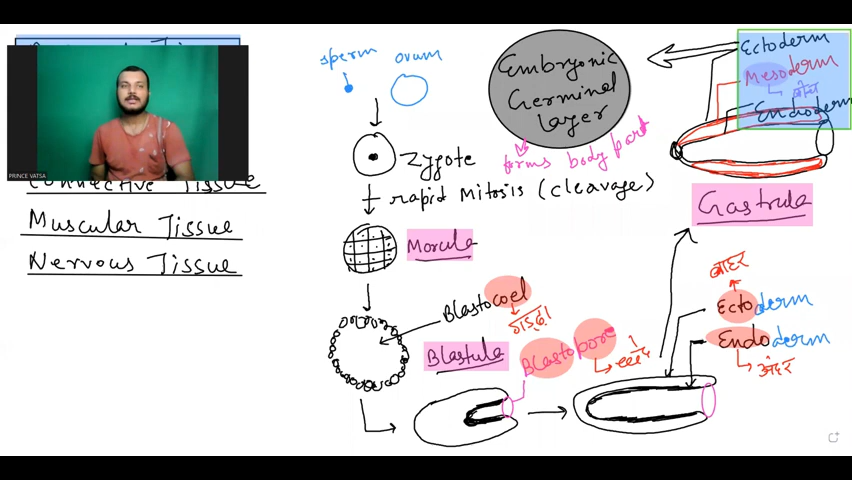 PRINCE VATSA
Connective Tissue
Muscular Tissue
Nervous Tissue
sperm
ovum
Zygote
rapid Mitosis (cleavage)
Morula
Blastocoel
Blastula
Blastopore
Embryonic
Germinal
layer
forms body part
Ectoderm
Mesoderm
Endoderm
Gastrula
बाहर
Ectoderm
Endoderm
अंदर